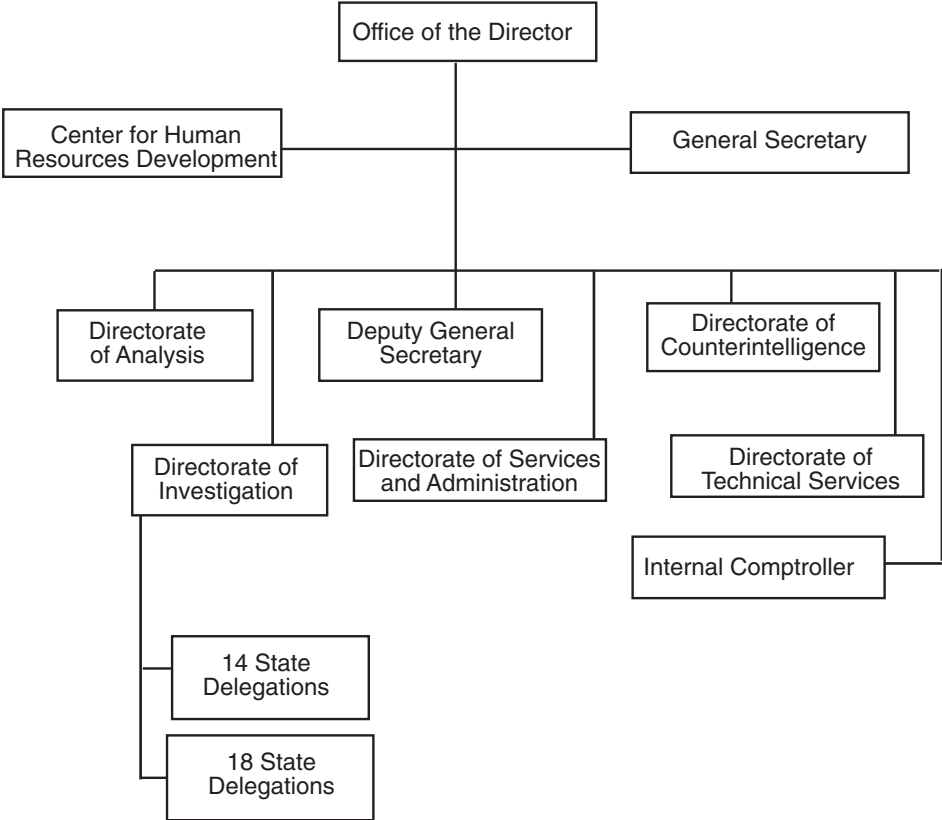 Office of the Director
Center for Human
Resources Development
General Secretary
Directorate
of Analysis
Deputy General
Secretary
Directorate of
Counterintelligence
Directorate of
Investigation
Directorate of Services
and Administration
Directorate of
Technical Services
Internal Comptroller
14 State
Delegations
18 State
Delegations